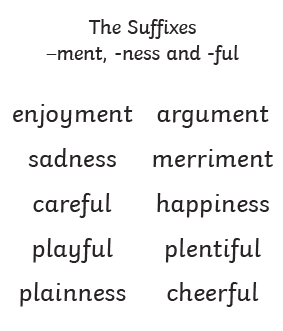 The Suffixes
–ment, -ness and -ful
enjoyment argument
sadness merriment
careful happiness
playful plentiful
plainness cheerful